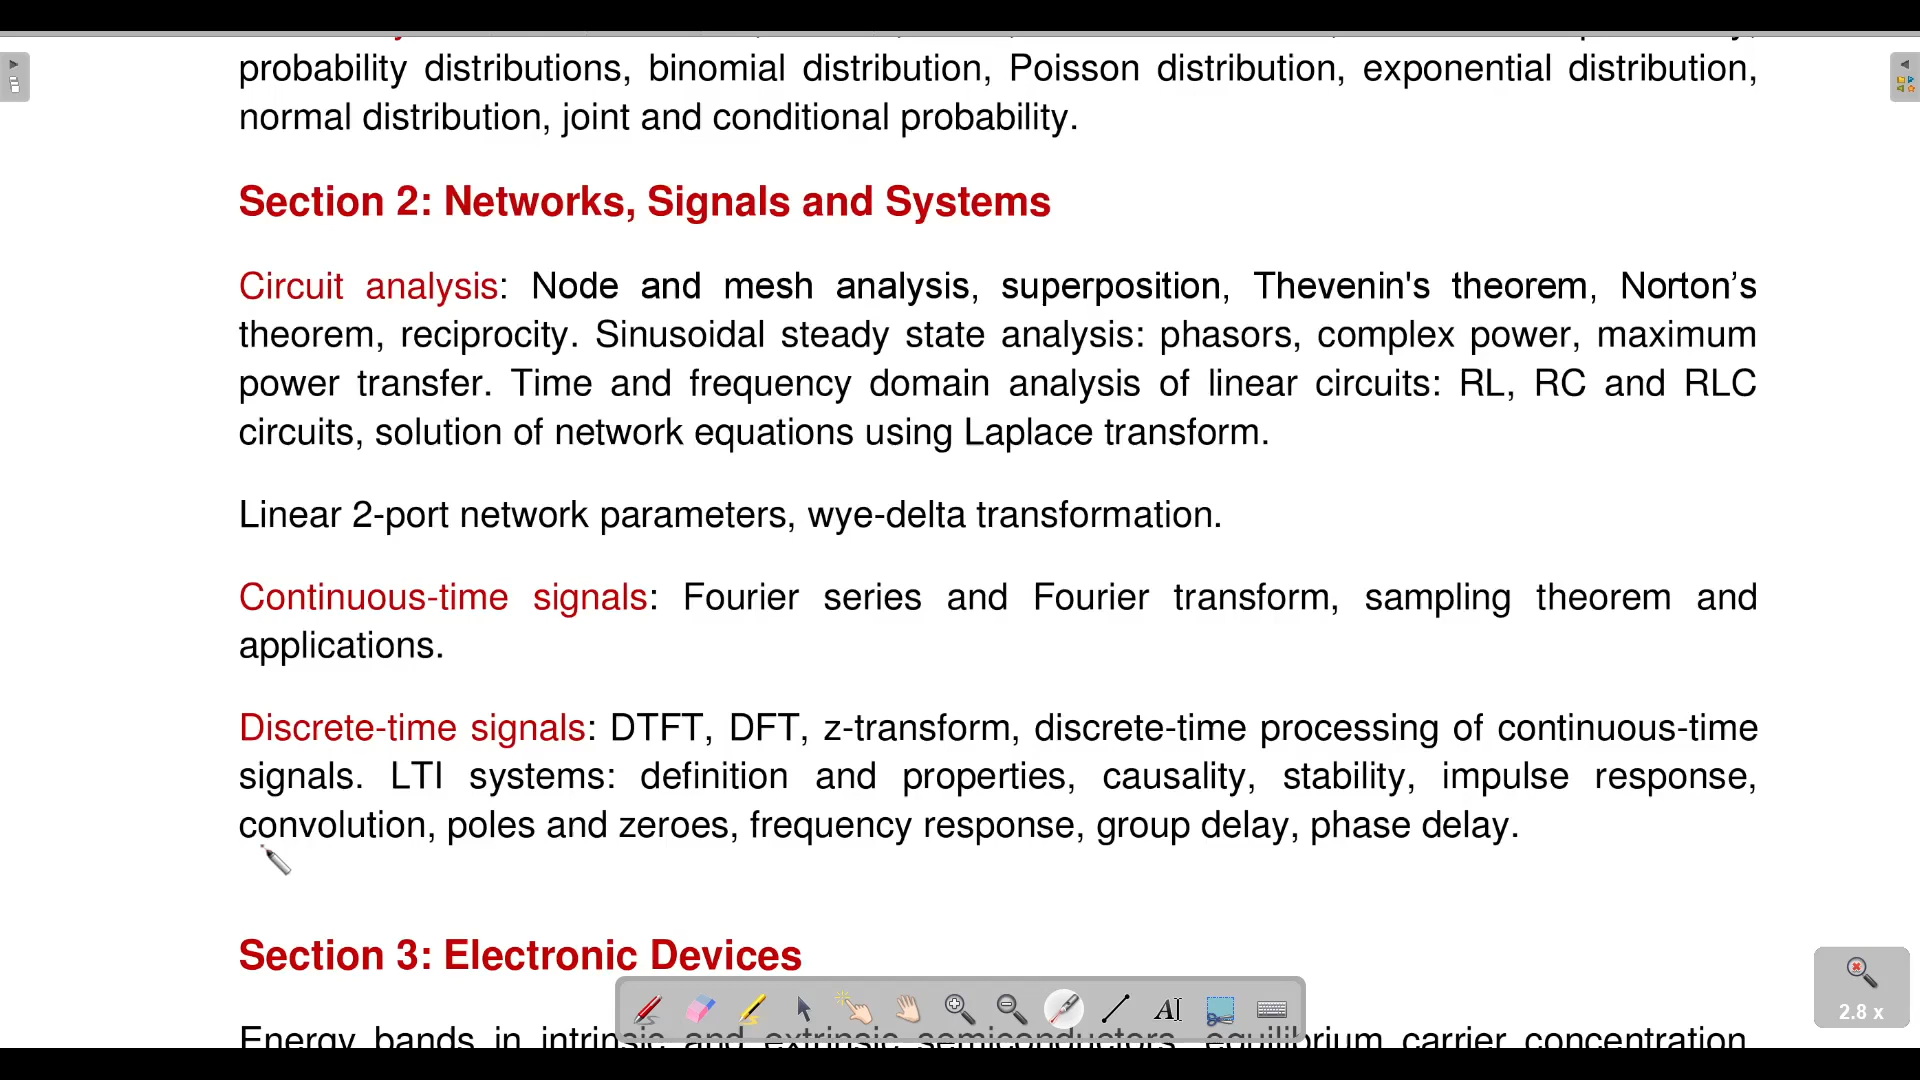 probability distributions, binomial distribution, Poisson distribution, exponential distribution,
normal distribution, joint and conditional probability.
Section 2: Networks, Signals and Systems
Circuit analysis: Node and mesh analysis, superposition, Thevenin's theorem, Norton’s
theorem, reciprocity. Sinusoidal steady state analysis: phasors, complex power, maximum
power transfer. Time and frequency domain analysis of linear circuits: RL, RC and RLC
circuits, solution of network equations using Laplace transform.
Linear 2-port network parameters, wye-delta transformation.
Continuous-time signals: Fourier series and Fourier transform, sampling theorem and
applications.
Discrete-time signals: DTFT, DFT, z-transform, discrete-time processing of continuous-time
signals. LTI systems: definition and properties, causality, stability, impulse response,
convolution, poles and zeroes, frequency response, group delay, phase delay.
Section 3: Electronic Devices
Energy bands in intrinsic and extrinsic semiconductors, equilibrium carrier concentration,
2.8 x